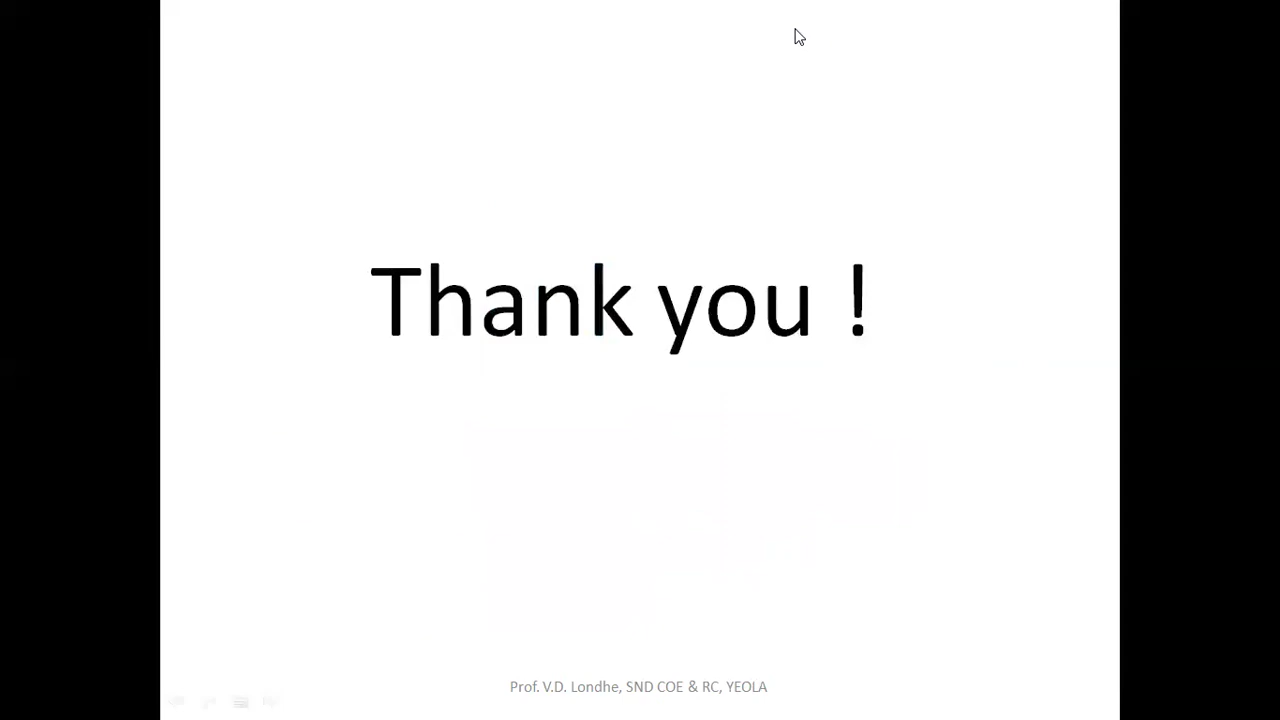 Thank you !
Prof. V.D. Londhe, SND COE & RC, YEOLA